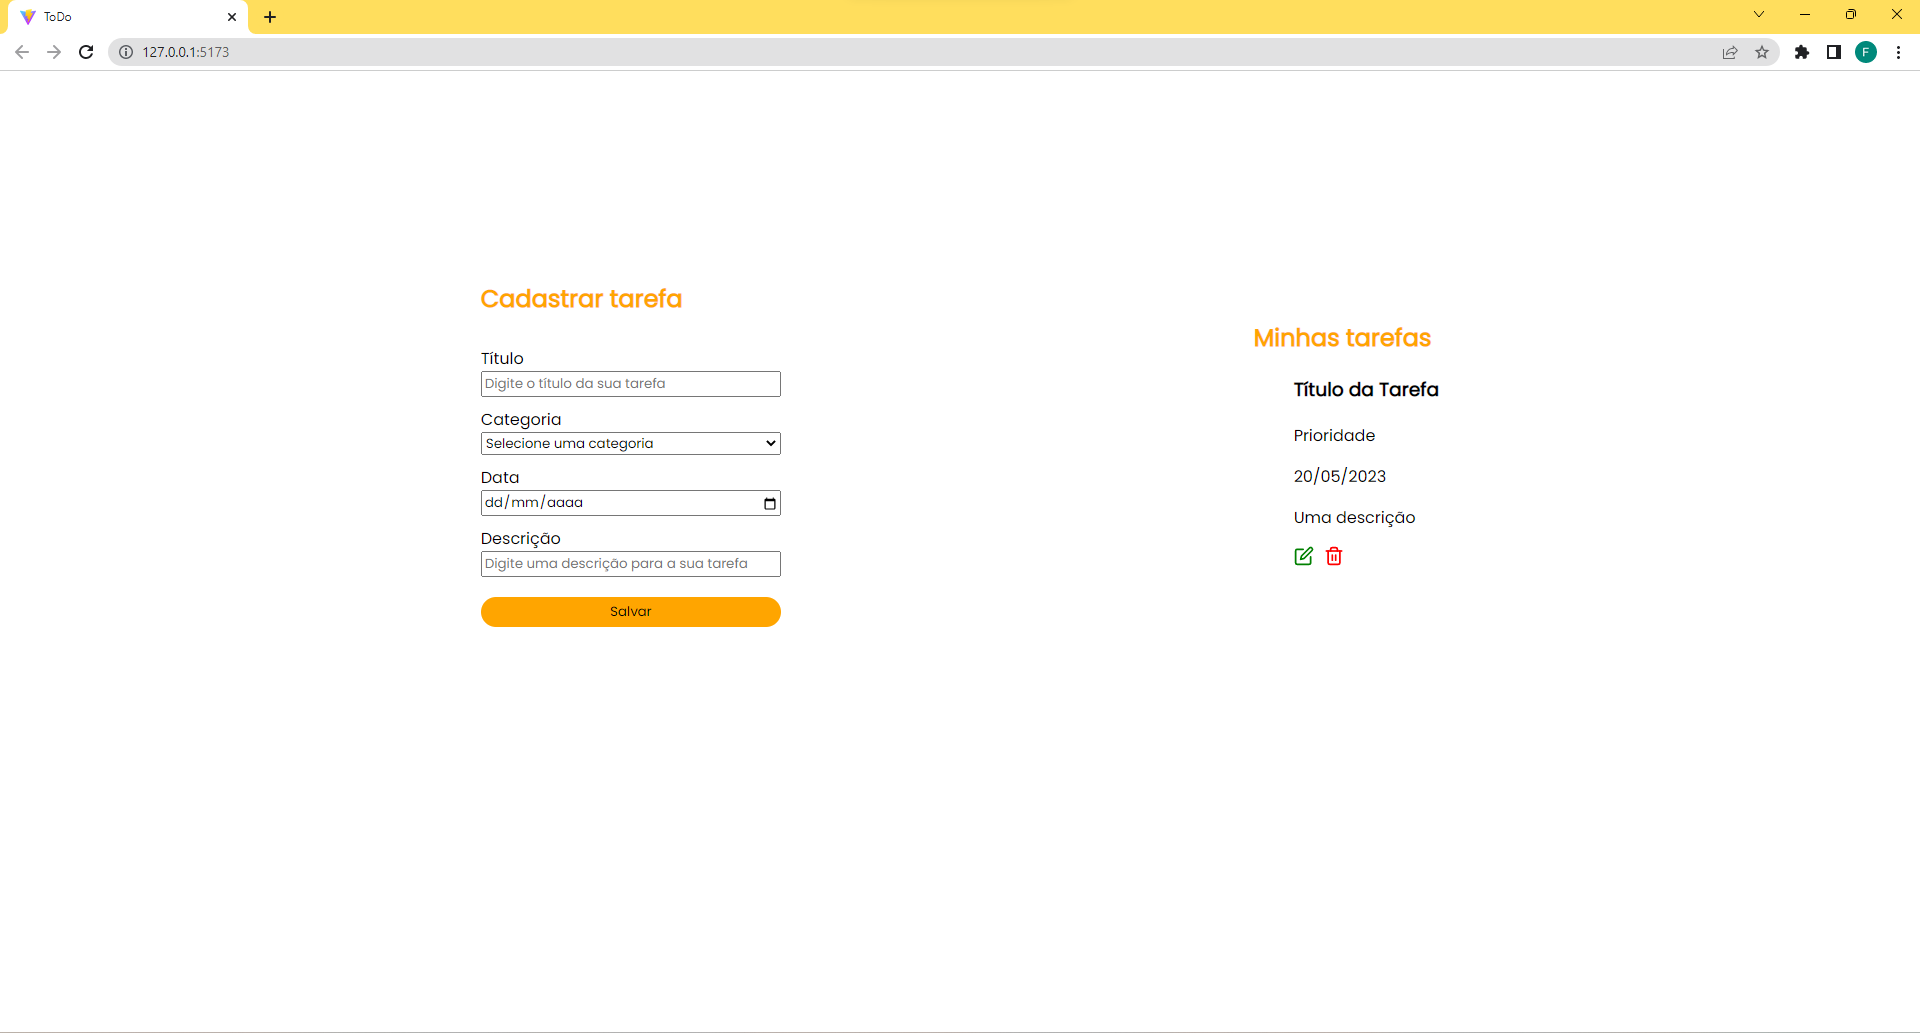 ToDo
127.0.0.1:5173
F
Cadastrar tarefa
Título
Digite o título da sua tarefa
Categoria
Selecione uma categoria
Data
dd/mm/aaaa
Descrição
Digite uma descrição para a sua tarefa
Salvar
Minhas tarefas
Título da Tarefa
Prioridade
20/05/2023
Uma descrição